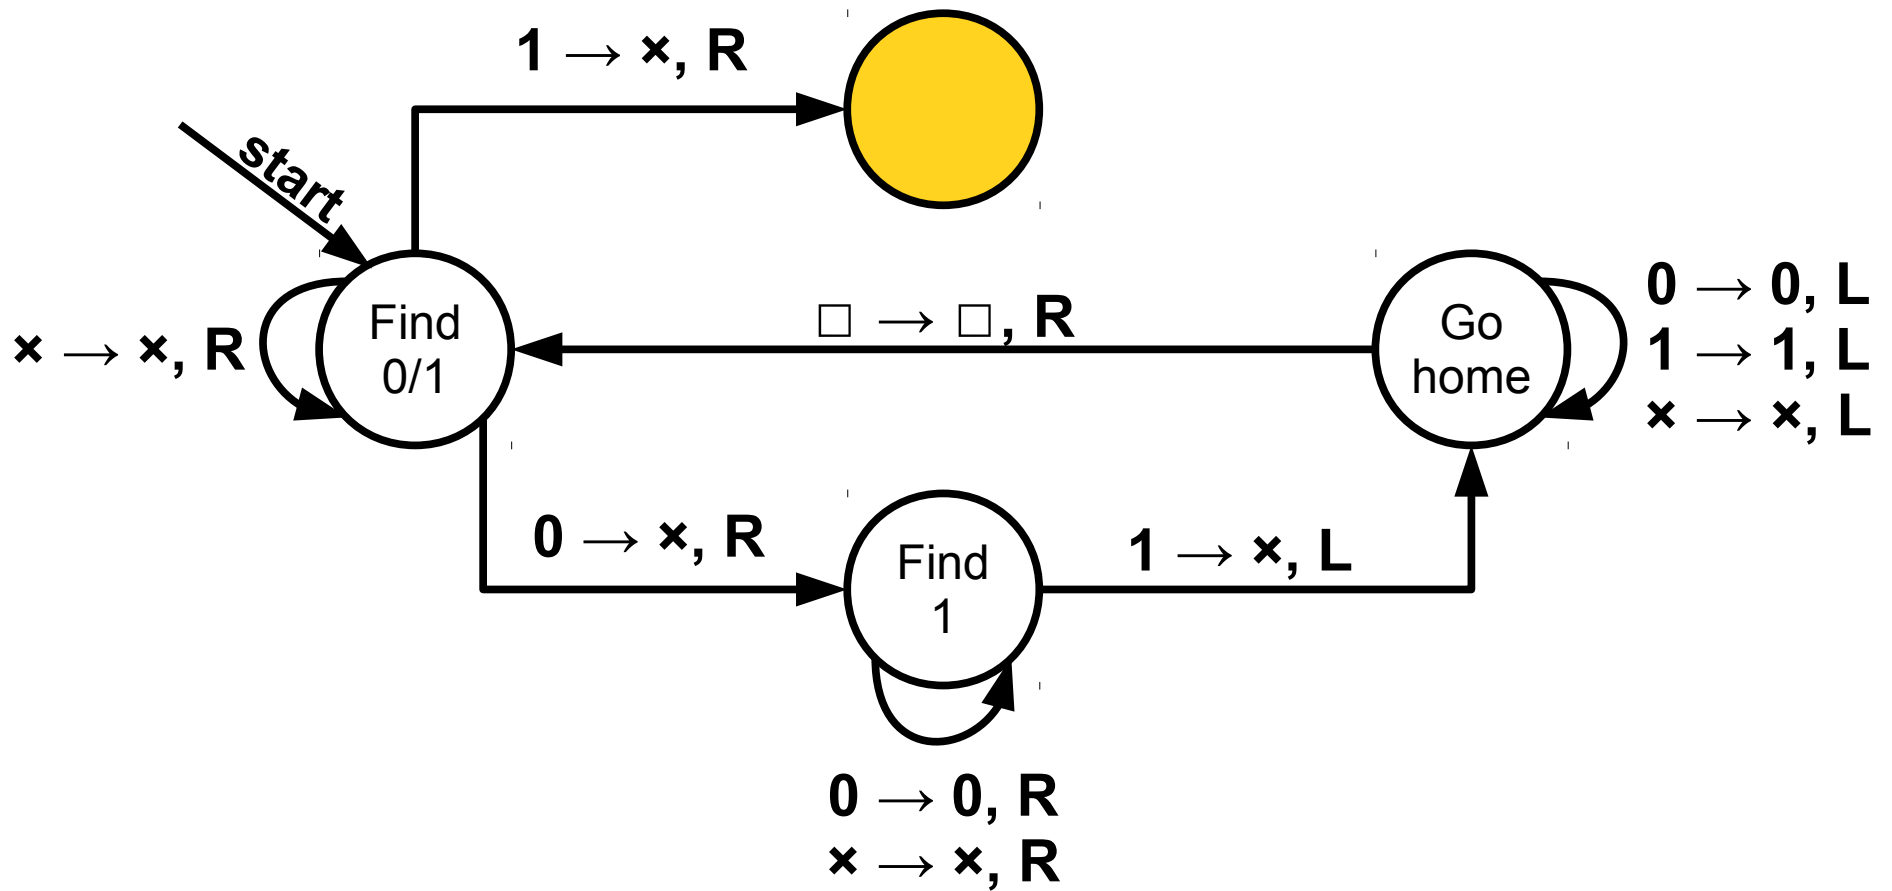 1 → ×, R
start
× → ×, R
Find
0/1
□ → □, R
Go
home
0 → 0, L
1 → 1, L
× → ×, L
0 → ×, R
Find
1
1 → ×, L
0 → 0, R
× → ×, R